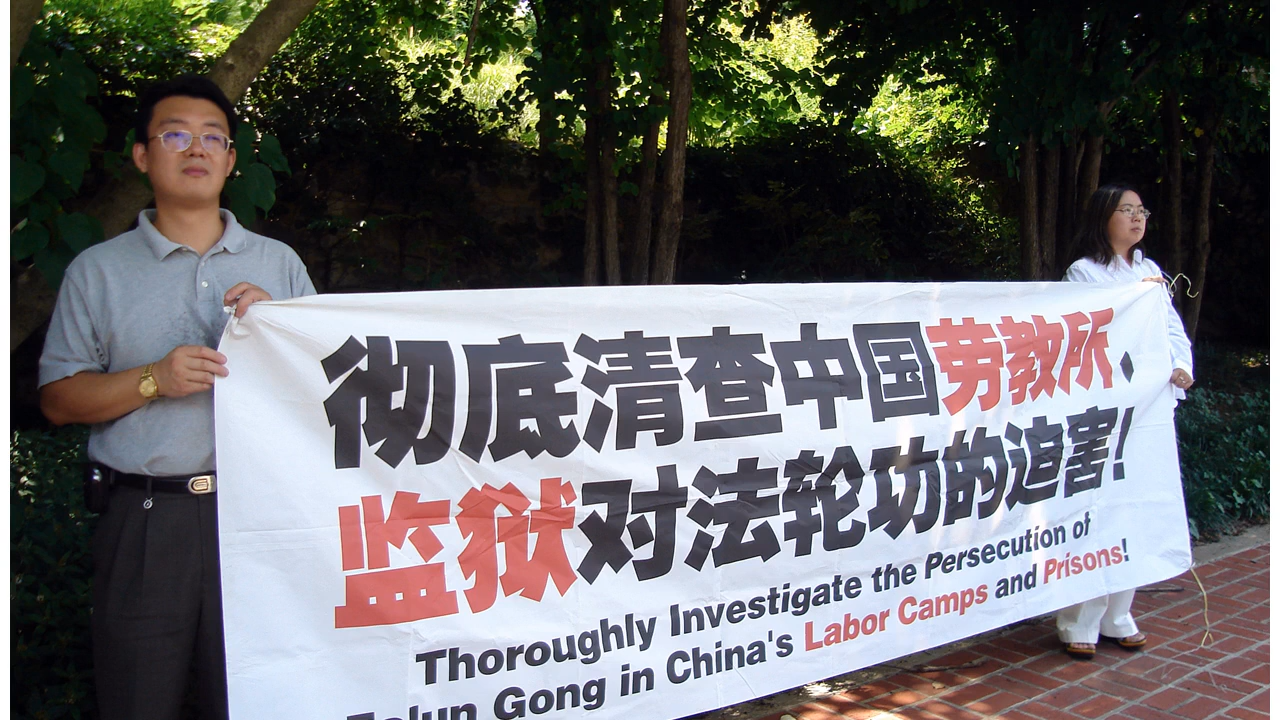 彻底清查中国劳教所、
监狱对法轮功的迫害!
Thoroughly Investigate the Persecution of
Falun Gong in China's Labor Camps and Prisons!